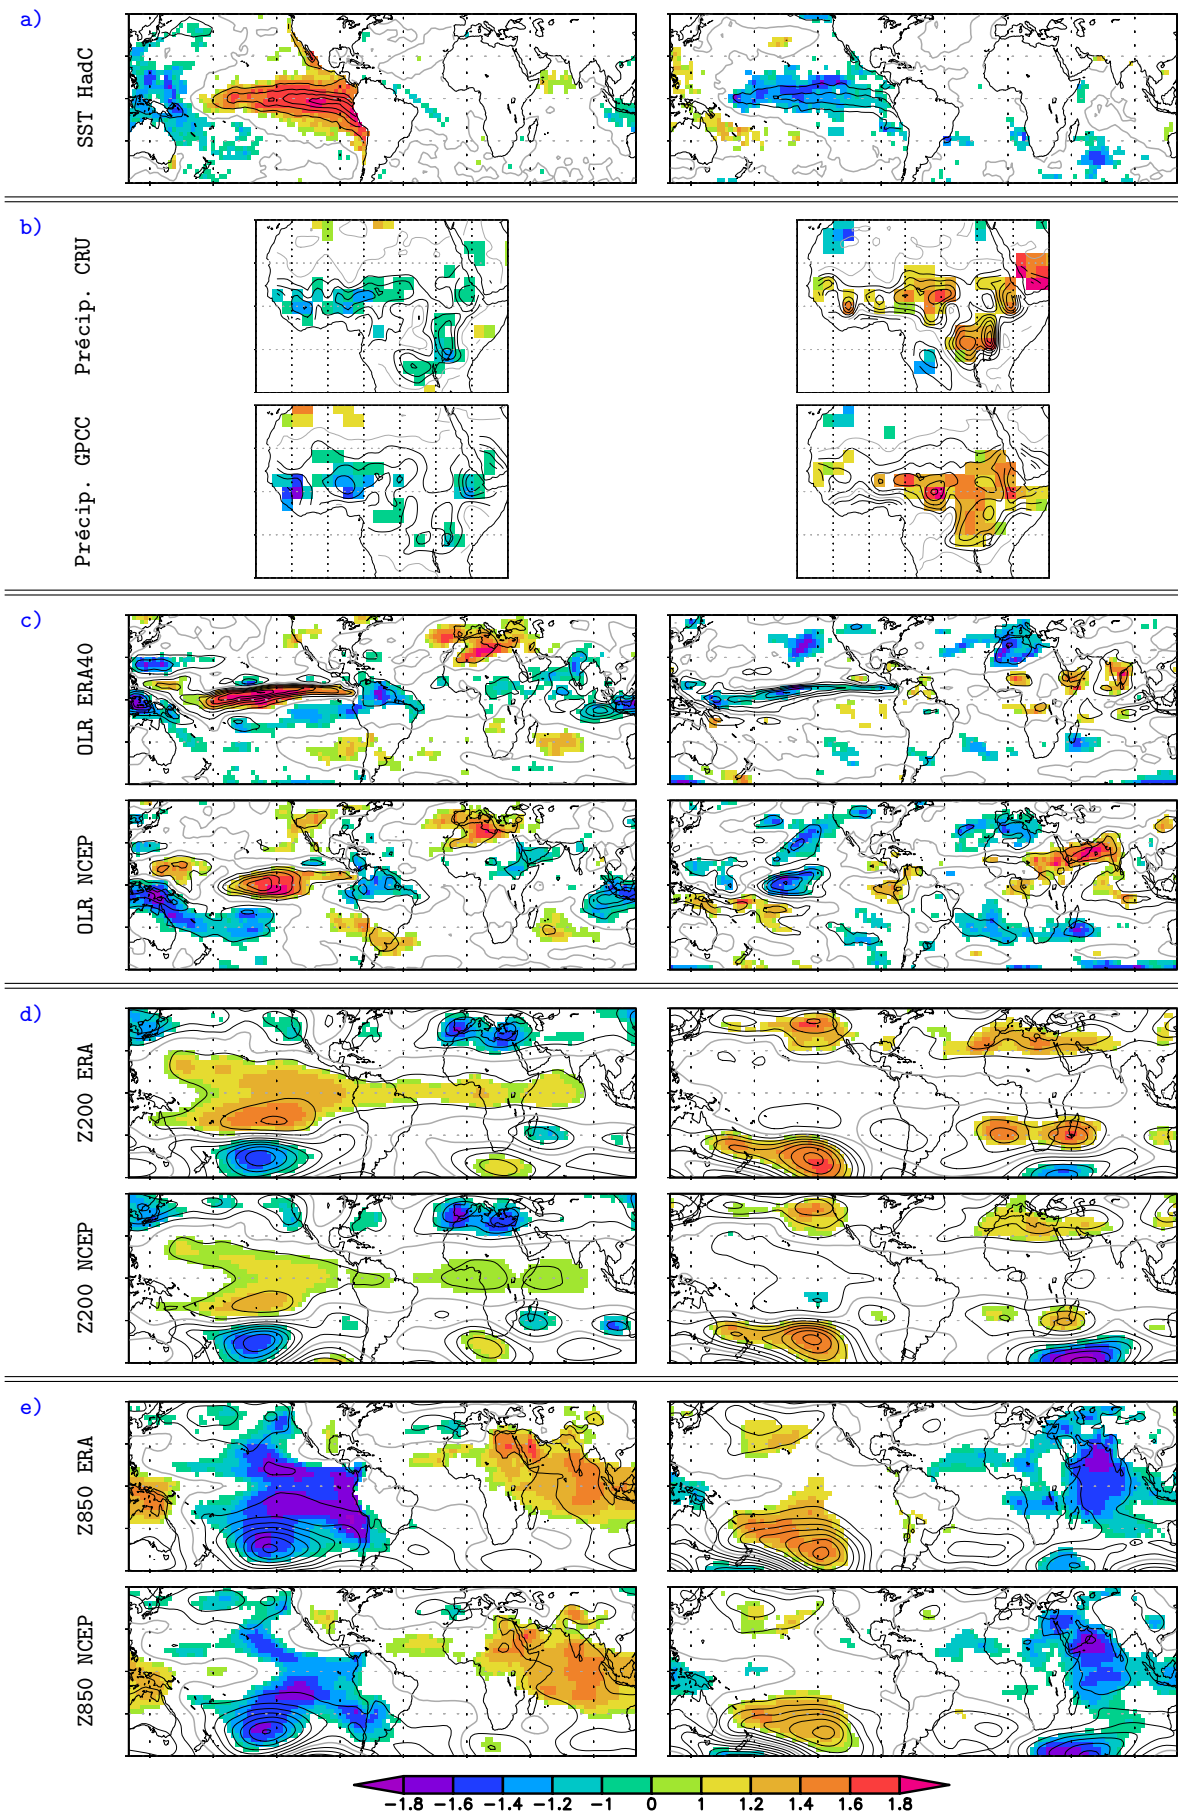 a)
SST HadC
b)
Précip. CRU
Précip. GPCC
c)
OLR ERA40
OLR NCEP
d)
Z200 ERA
Z200 NCEP
e)
Z850 ERA
Z850 NCEP
-1.8 -1.6 -1.4 -1.2 -1 0 1 1.2 1.4 1.6 1.8